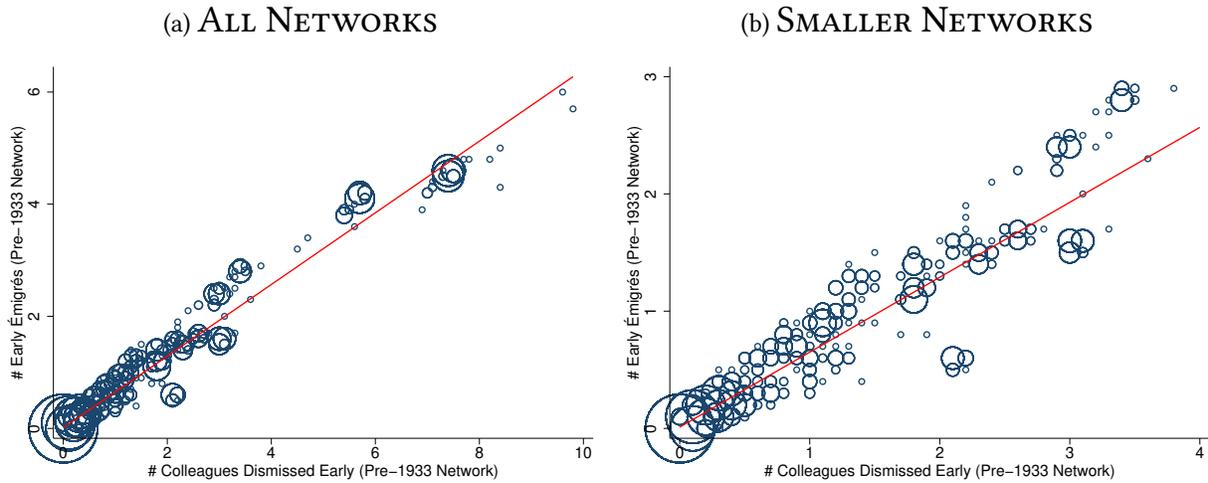 (a) ALL NETWORKS
# Early Émigrés (Pre−1933 Network)
6
4
2
0
0 2 4 6 8 10
# Colleagues Dismissed Early (Pre−1933 Network)
(b) SMALLER NETWORKS
# Early Émigrés (Pre−1933 Network)
3
2
1
0
0 1 2 3 4
# Colleagues Dismissed Early (Pre−1933 Network)